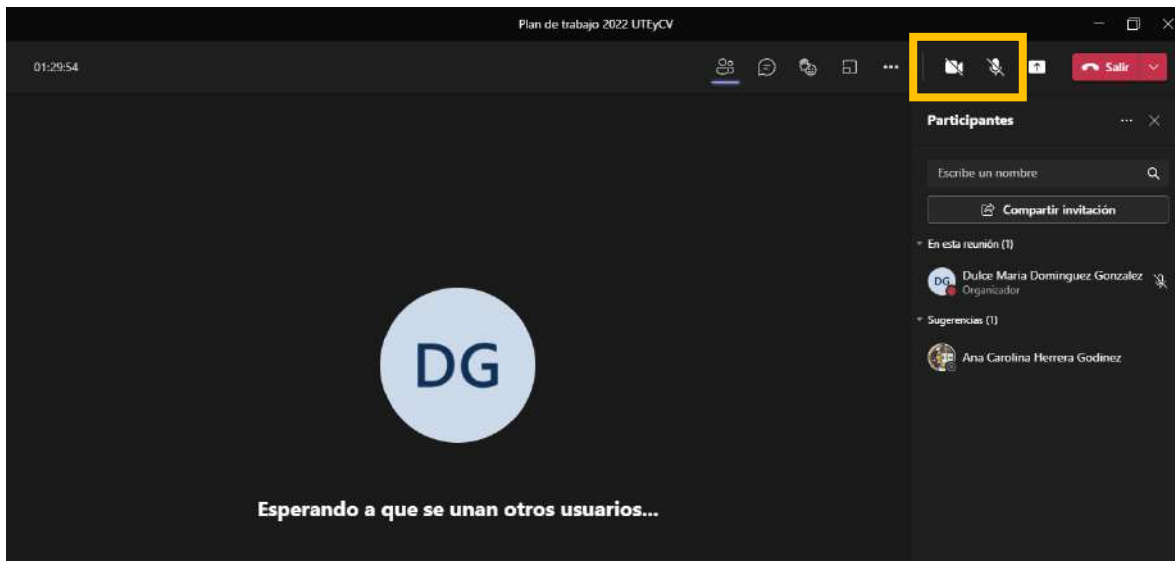 Plan de trabajo 2022 UTEyCV
01:29:54
Salir
Participantes
Escribe un nombre
Compartir invitación
En esta reunión (1)
DG
Dulce Maria Dominguez Gonzalez
Organizador
Sugerencias (1)
Ana Carolina Herrera Godinez
DG
Esperando a que se unan otros usuarios...